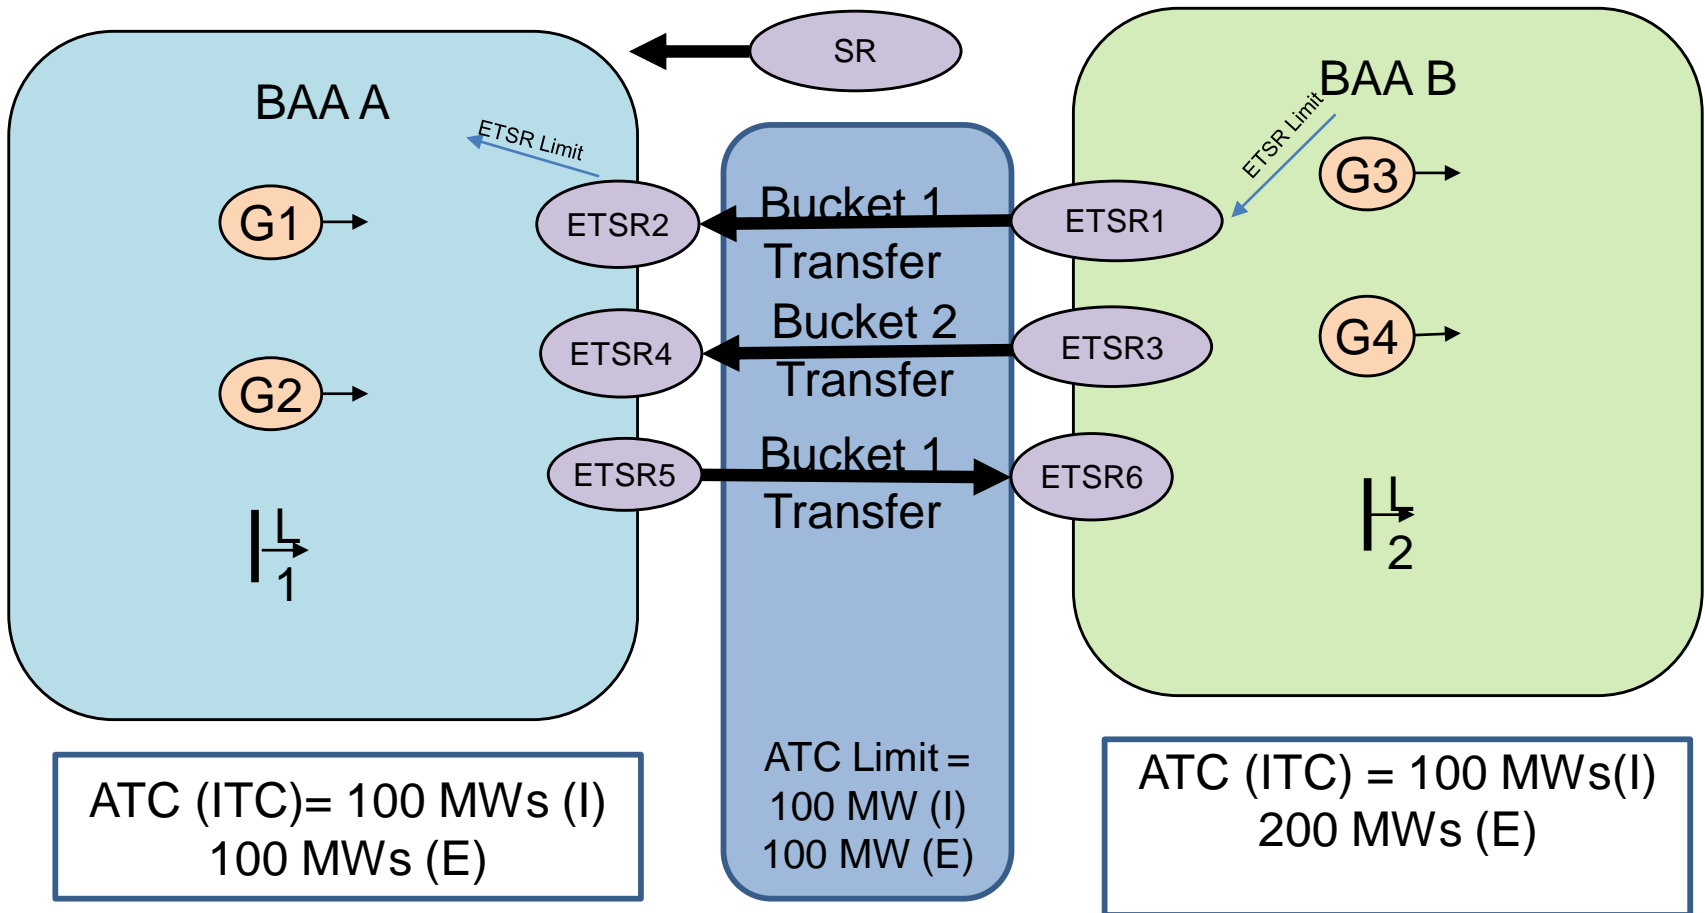 SR
BAA A
BAA B
ETSR Limit
ETSR Limit
G1
G2
ETSR2
ETSR4
ETSR5
L
1
Bucket 1
Transfer
Bucket 2
Transfer
Bucket 1
Transfer
ATC Limit =
100 MW (I)
100 MW (E)
ETSR1
ETSR3
ETSR6
G3
G4
L
2
ATC (ITC)= 100 MWs (I)
100 MWs (E)
ATC (ITC) = 100 MWs(I)
200 MWs (E)